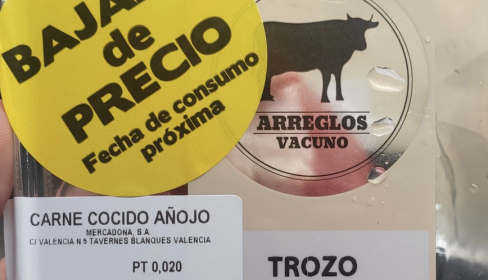 BAJADA
de
PRECIO
Fecha de consumo
próxima
ARREGLOS
VACUNO
CARNE COCIDO AÑOJO
MERCADONA, S.A.
C/ VALENCIA N.5 TAVERNES BLANQUES VALENCIA
PT 0,020
TROZO